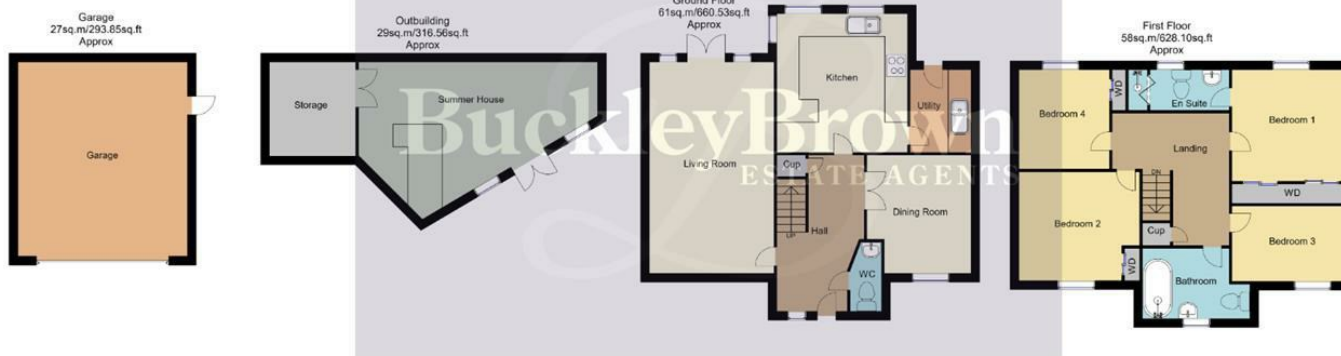 Garage
27sq.m/293.85sq.ft
Approx
Garage
Outbuilding
29sq.m/316.56sq.ft
Approx
Storage
Summer House
Ground Floor
61sq.m/660.53sq.ft
Approx
Kitchen
Utility
Living Room
Cup
UP
Hall
Dining Room
WC
BuckleyBrown
ESTATE AGENTS
First Floor
58sq.m/628.10sq.ft
Approx
WD
En Suite
Bedroom 4
Bedroom 1
Landing
DN
WD
Bedroom 2
Cup
Bedroom 3
WD
Bathroom